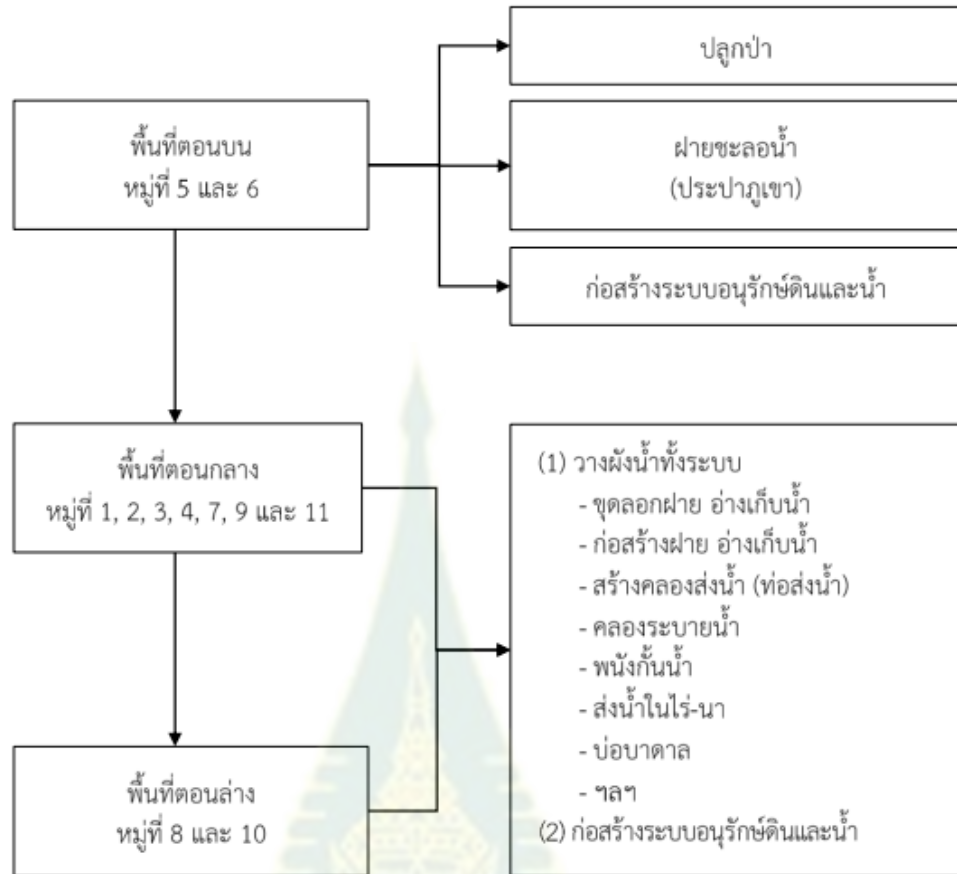 ปลูกป่า
พื้นที่ตอนบน
หมู่ที่ 5 และ 6
ฝายชะลอน้ำ
(ประปาภูเขา)
ก่อสร้างระบบอนุรักษ์ดินและน้ำ
พื้นที่ตอนกลาง
หมู่ที่ 1, 2, 3, 4, 7, 9 และ 11
(1) วางผังน้ำทั้งระบบ
- ขุดลอกฝาย อ่างเก็บน้ำ
- ก่อสร้างฝาย อ่างเก็บน้ำ
- สร้างคลองส่งน้ำ (ท่อส่งน้ำ)
- คลองระบายน้ำ
- พนังกั้นน้ำ
- ส่งน้ำในไร่-นา
- บ่อบาดาล
- ฯลฯ
(2) ก่อสร้างระบบอนุรักษ์ดินและน้ำ
พื้นที่ตอนล่าง
หมู่ที่ 8 และ 10